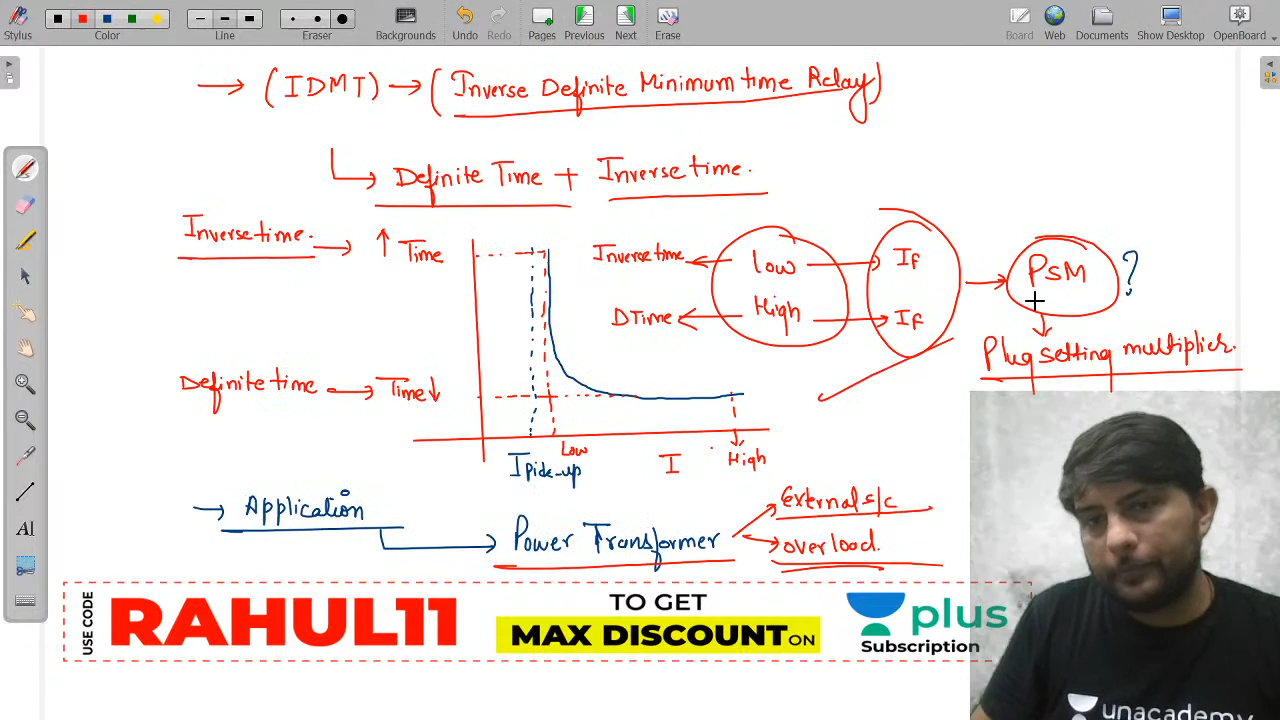 Stylus Color Line Eraser Backgrounds Undo Redo Pages Previous Next Erase Board Web Documents Show Desktop OpenBoard
→ (IDMT) → (Inverse Definite Minimum time Relay)
Definite Time + Inverse time.
Inverse time. → ↑ Time
Inverse time ← low → If
PSM ?
DTime ← High → If
Plug setting multiplier.
Definite time → Time ↓
Low
I pick-up
I
High
→ Application
Power Transformer
External s/c
overload.
USE CODE
RAHUL11
TO GET
MAX DISCOUNT ON
plus
Subscription
unacademy
AI